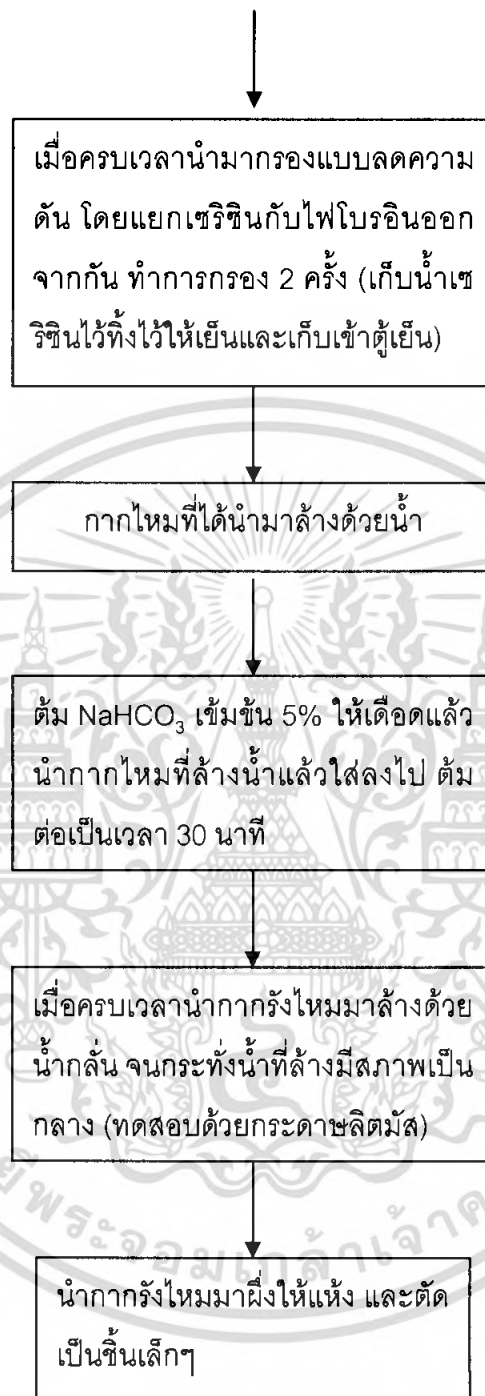 เมื่อครบเวลานำมากรองแบบลดความ
ดัน โดยแยกเซริซินกับไฟโบรอินออก
จากกัน ทำการกรอง 2 ครั้ง (เก็บน้ำเซ
ริซินไว้ทิ้งไว้ให้เย็นและเก็บเข้าตู้เย็น)
กากไหมที่ได้นำมาล้างด้วยน้ำ
ต้ม NaHCO₃ เข้มข้น 5% ให้เดือดแล้ว
นำกากไหมที่ล้างน้ำแล้วใส่ลงไป ต้ม
ต่อเป็นเวลา 30 นาที
เมื่อครบเวลานำกากรังไหมมาล้างด้วย
น้ำกลั่น จนกระทั่งน้ำที่ล้างมีสภาพเป็น
กลาง (ทดสอบด้วยกระดาษลิตมัส)
พระจอมเกล้าเจ้าค
นำกากรังไหมมาผึ่งให้แห้ง และตัด
เป็นชิ้นเล็กๆ